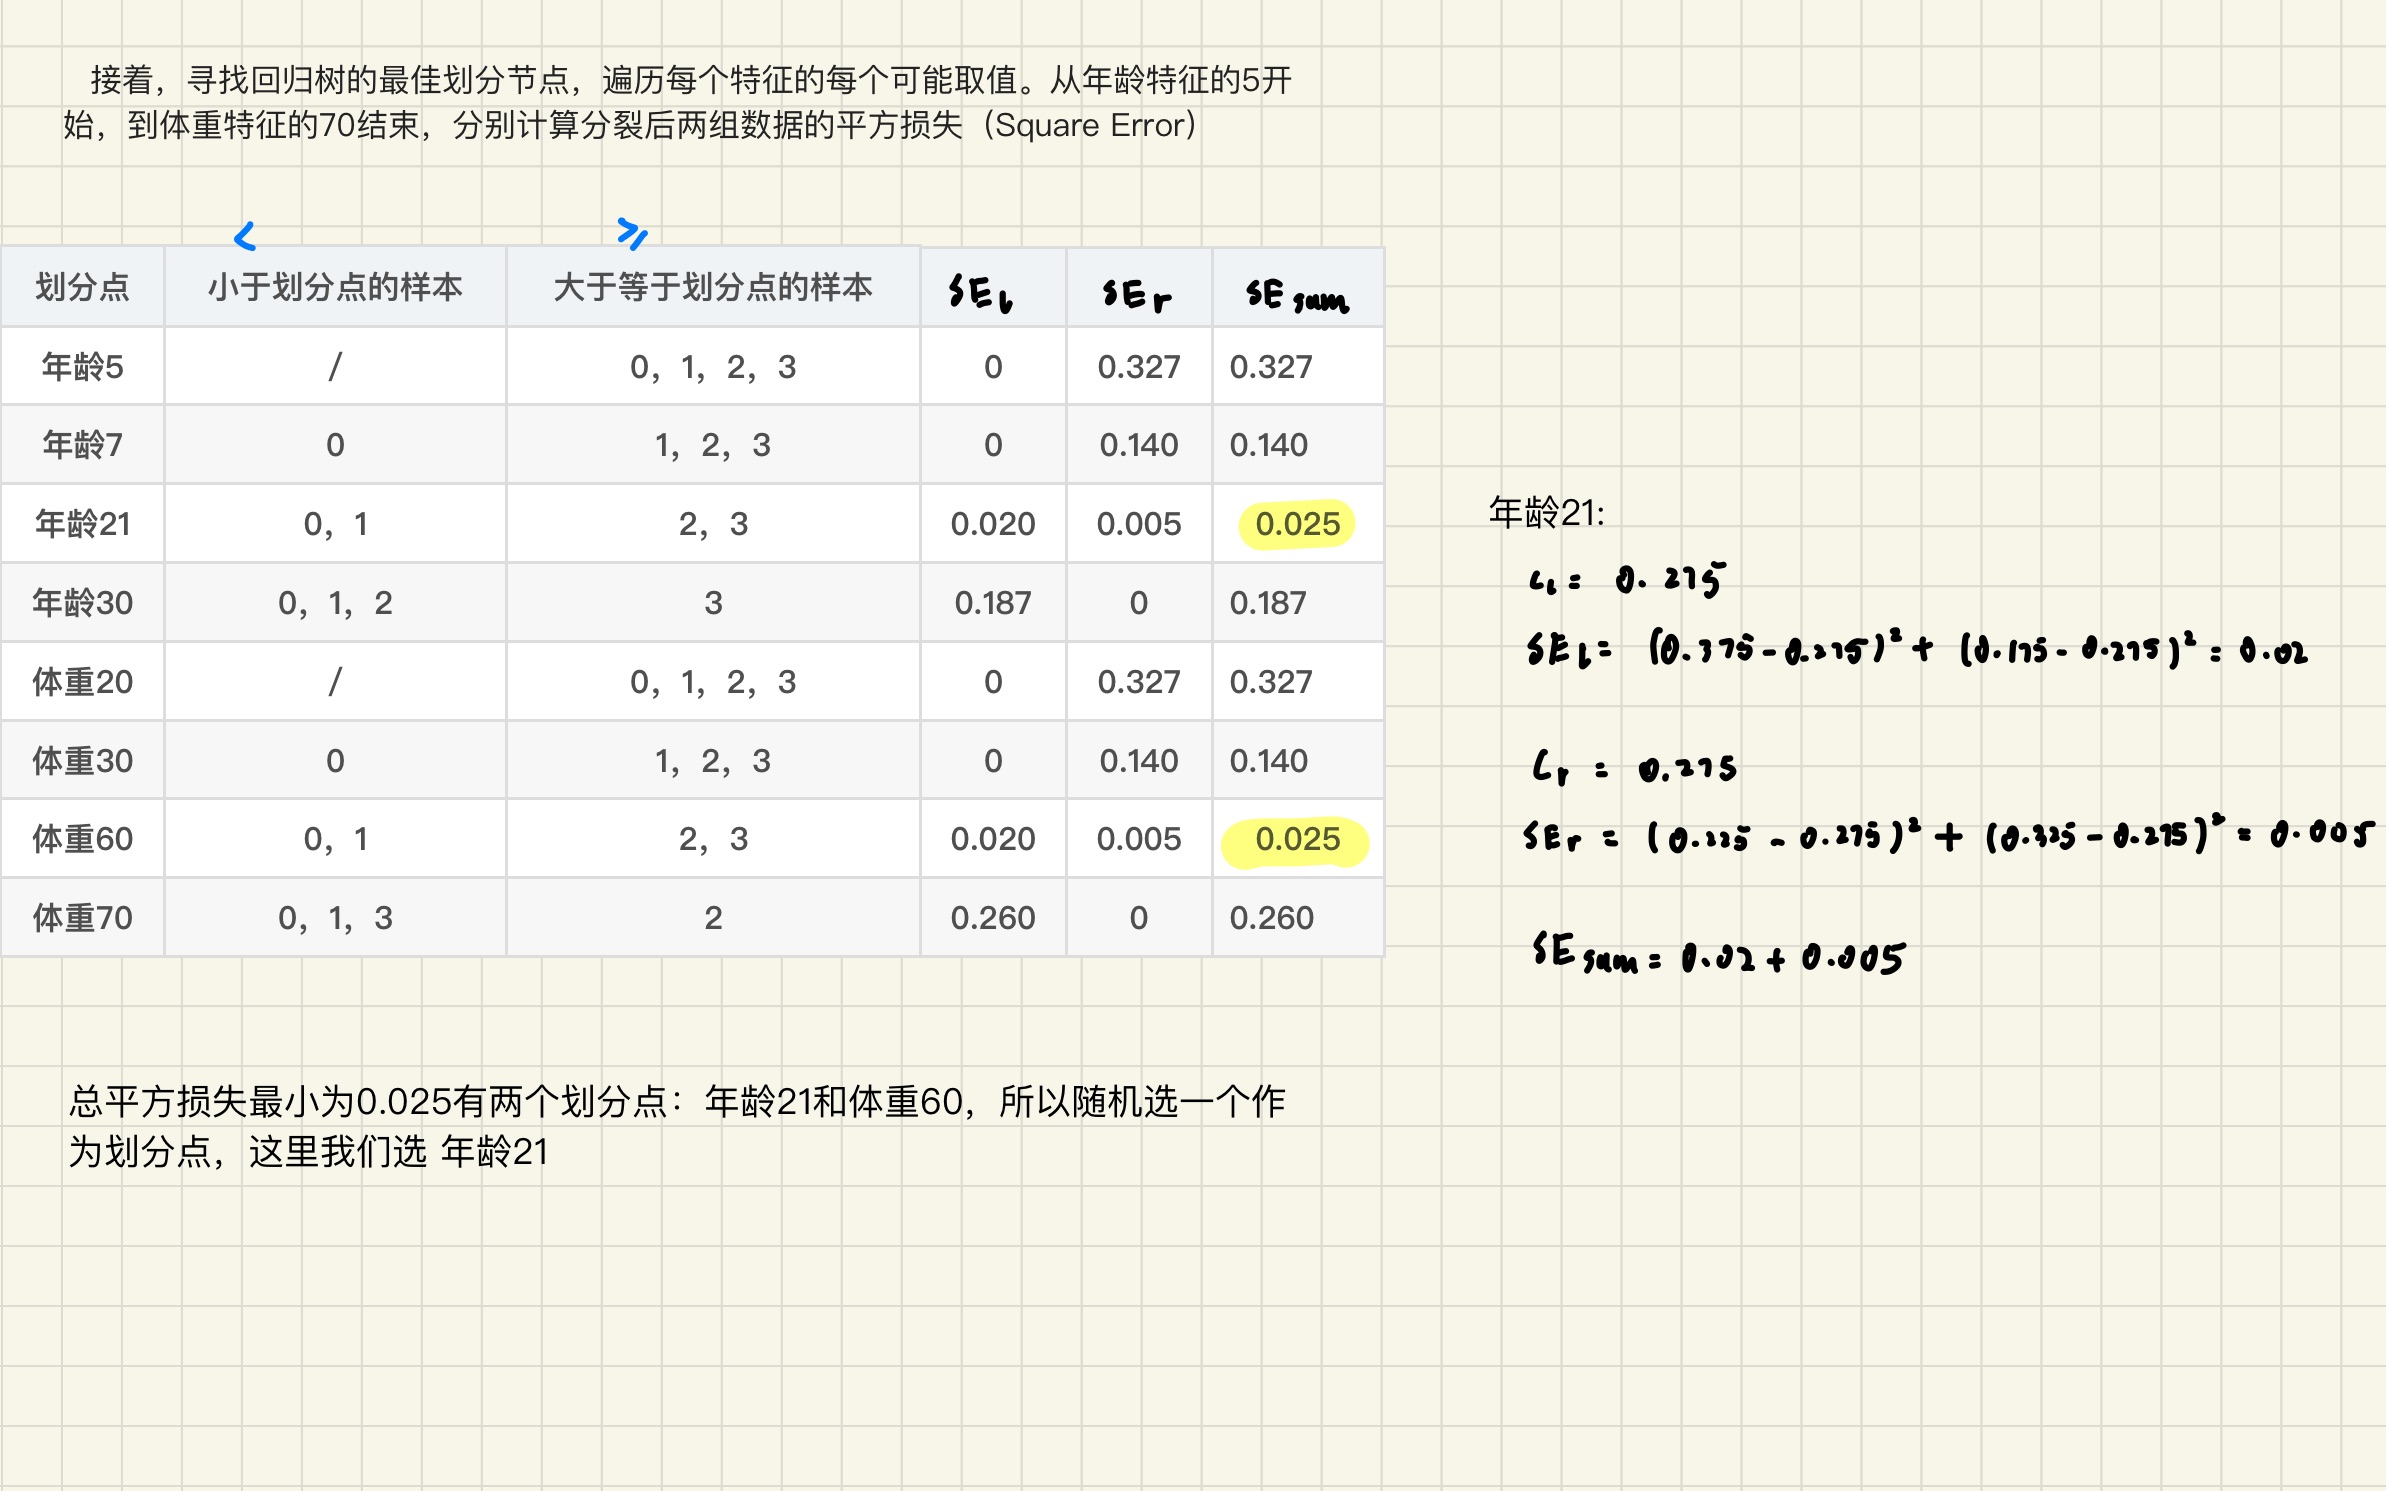 接着，寻找回归树的最佳划分节点，遍历每个特征的每个可能取值。从年龄特征的5开
始，到体重特征的70结束，分别计算分裂后两组数据的平方损失（Square Error）
< ⩾
划分点 小于划分点的样本 大于等于划分点的样本 SE_l SE_r SE_sum
年龄5 / 0，1，2，3 0 0.327 0.327
年龄7 0 1，2，3 0 0.140 0.140
年龄21 0，1 2，3 0.020 0.005 0.025
年龄30 0，1，2 3 0.187 0 0.187
体重20 / 0，1，2，3 0 0.327 0.327
体重30 0 1，2，3 0 0.140 0.140
体重60 0，1 2，3 0.020 0.005 0.025
体重70 0，1，3 2 0.260 0 0.260
年龄21:
c_l = 0.275
SE_l = (0.375-0.275)² + (0.175-0.275)² = 0.02
C_r = 0.275
SE_r = (0.225 - 0.275)² + (0.325-0.275)² = 0.005
SE_sum = 0.02 + 0.005
总平方损失最小为0.025有两个划分点：年龄21和体重60，所以随机选一个作
为划分点，这里我们选 年龄21